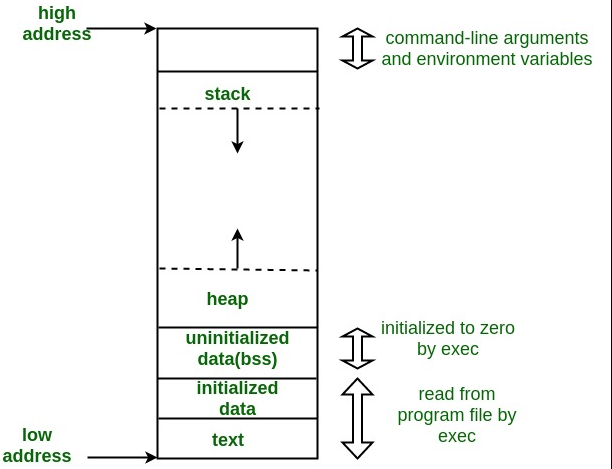 high
address
command-line arguments
and environment variables
stack
heap
uninitialized
data(bss)
initialized to zero
by exec
initialized
data
read from
program file by
exec
text
low
address